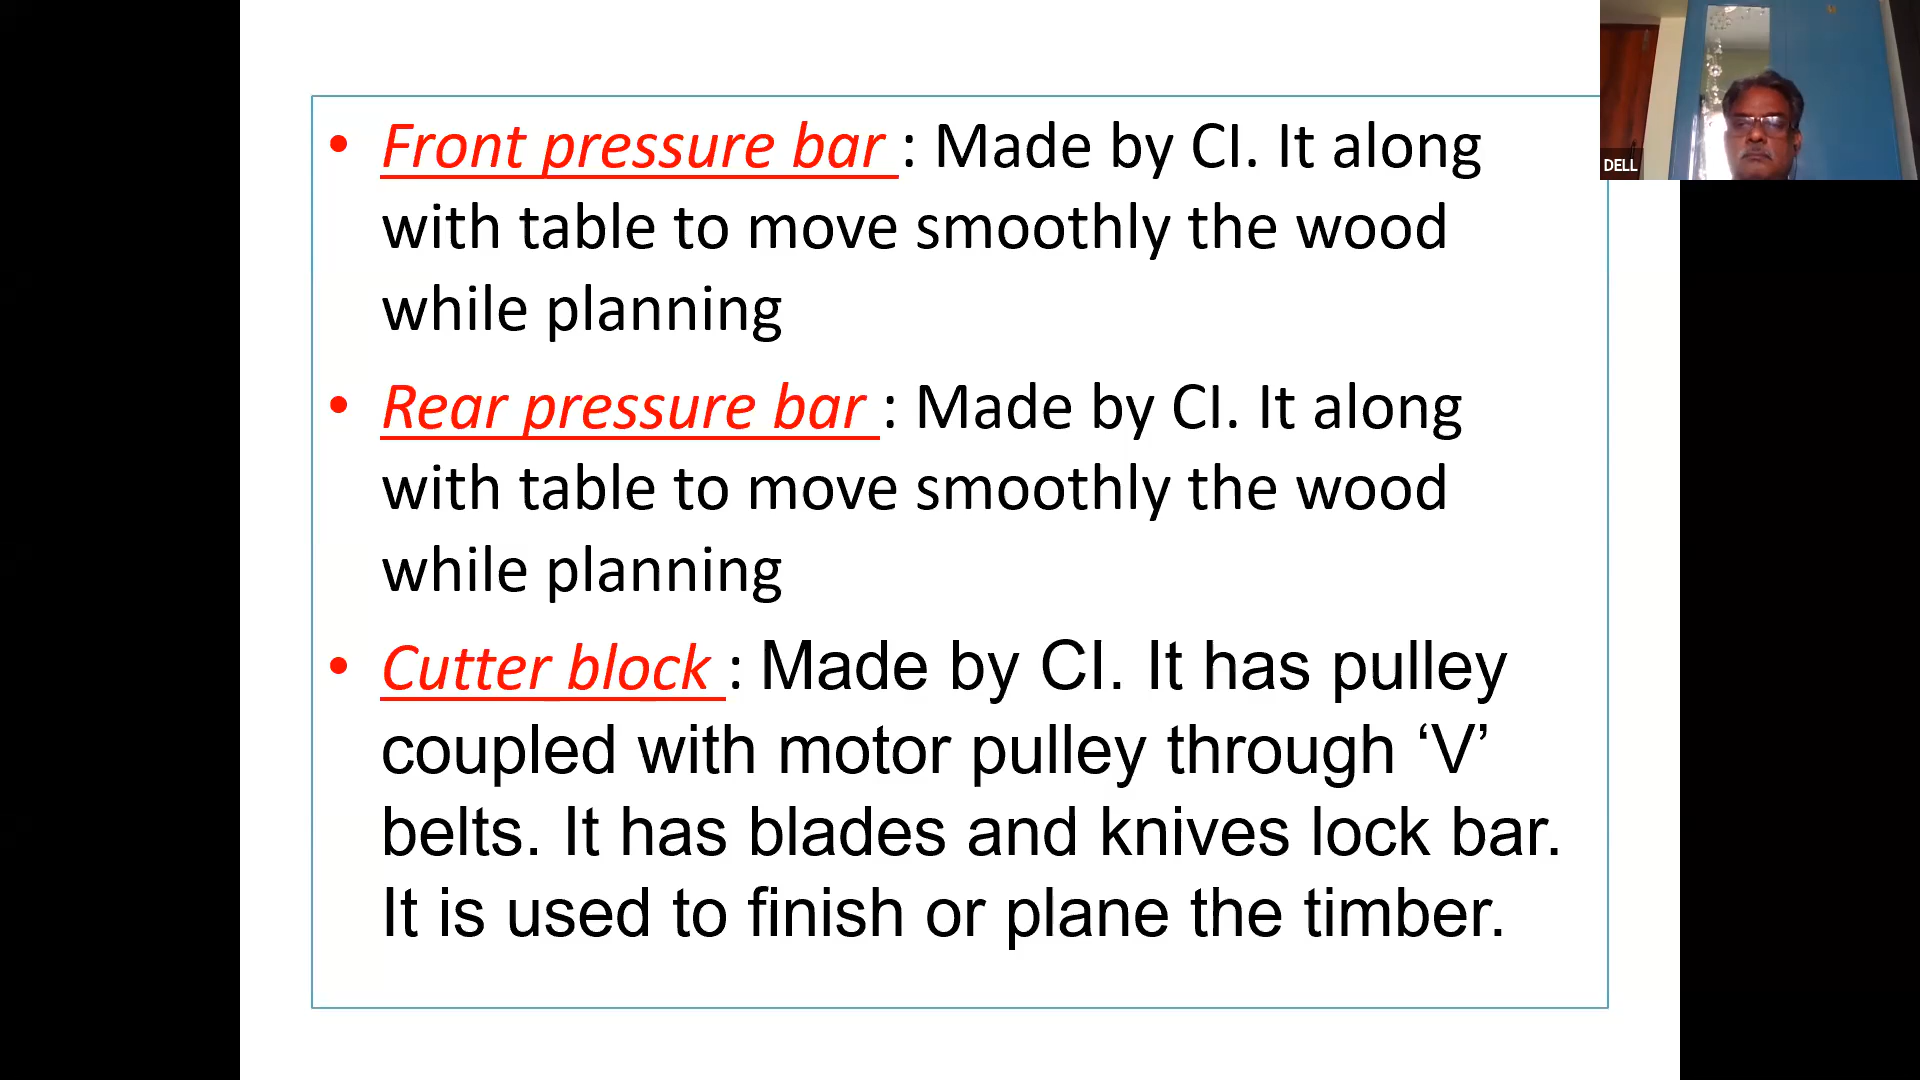 • Front pressure bar : Made by CI. It along
with table to move smoothly the wood
while planning
• Rear pressure bar : Made by CI. It along
with table to move smoothly the wood
while planning
• Cutter block : Made by CI. It has pulley
coupled with motor pulley through ‘V’
belts. It has blades and knives lock bar.
It is used to finish or plane the timber.
DELL